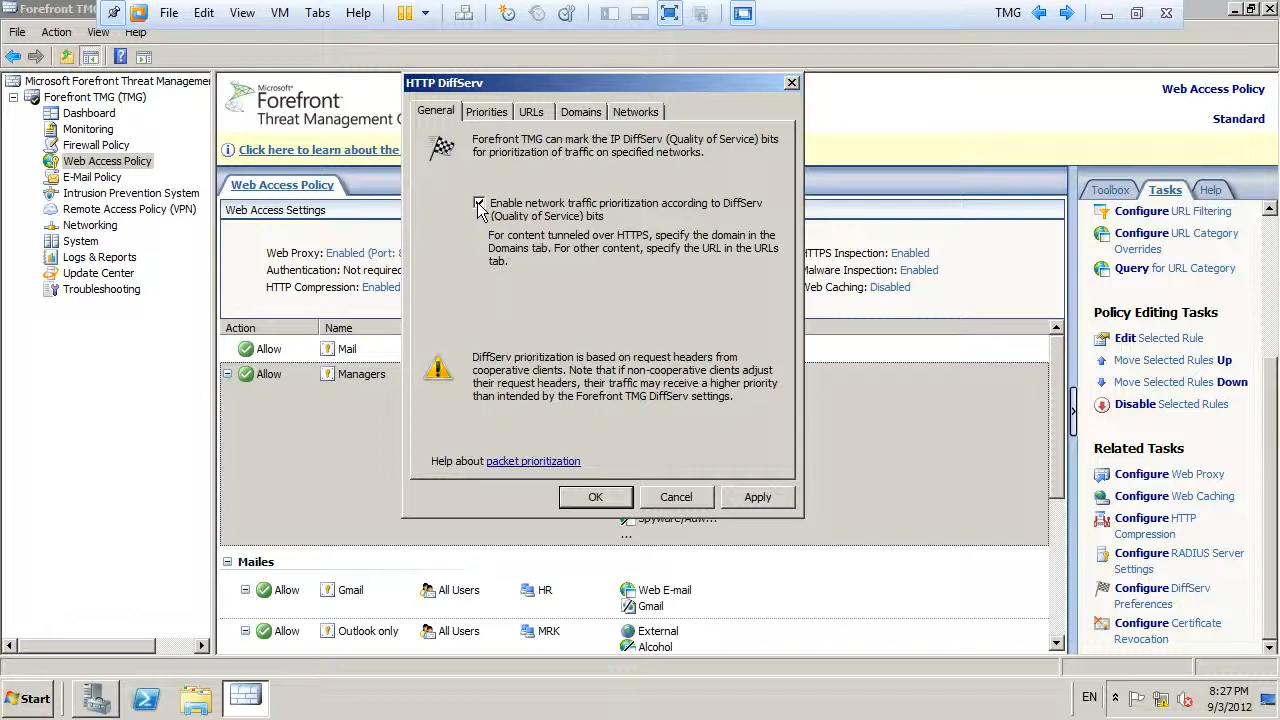 Forefront TMG
File Edit View VM Tabs Help
TMG
File Action View Help
Microsoft Forefront Threat Manageme
Forefront TMG (TMG)
Dashboard
Monitoring
Firewall Policy
Web Access Policy
E-Mail Policy
Intrusion Prevention System
Remote Access Policy (VPN)
Networking
System
Logs & Reports
Update Center
Troubleshooting
Microsoft®
Forefront
Threat Management G
Web Access Policy
Standard
Click here to learn about the
Web Access Policy
Web Access Settings
Web Proxy: Enabled (Port: 8
Authentication: Not required
HTTP Compression: Enabled
HTTPS Inspection: Enabled
Malware Inspection: Enabled
Web Caching: Disabled
Action Name
Allow Mail
Allow Managers
Spyware/Adw...
...
Mailes
Allow Gmail All Users HR Web E-mail
Gmail
Allow Outlook only All Users MRK External
Alcohol
HTTP DiffServ
General Priorities URLs Domains Networks
Forefront TMG can mark the IP DiffServ (Quality of Service) bits
for prioritization of traffic on specified networks.
Enable network traffic prioritization according to DiffServ
(Quality of Service) bits
For content tunneled over HTTPS, specify the domain in the
Domains tab. For other content, specify the URL in the URLs
tab.
DiffServ prioritization is based on request headers from
cooperative clients. Note that if non-cooperative clients adjust
their request headers, their traffic may receive a higher priority
than intended by the Forefront TMG DiffServ settings.
Help about packet prioritization
OK Cancel Apply
Toolbox Tasks Help
Configure URL Filtering
Configure URL Category
Overrides
Query for URL Category
Policy Editing Tasks
Edit Selected Rule
Move Selected Rules Up
Move Selected Rules Down
Disable Selected Rules
Related Tasks
Configure Web Proxy
Configure Web Caching
Configure HTTP
Compression
Configure RADIUS Server
Settings
Configure DiffServ
Preferences
Configure Certificate
Revocation
Start
EN
8:27 PM
9/3/2012